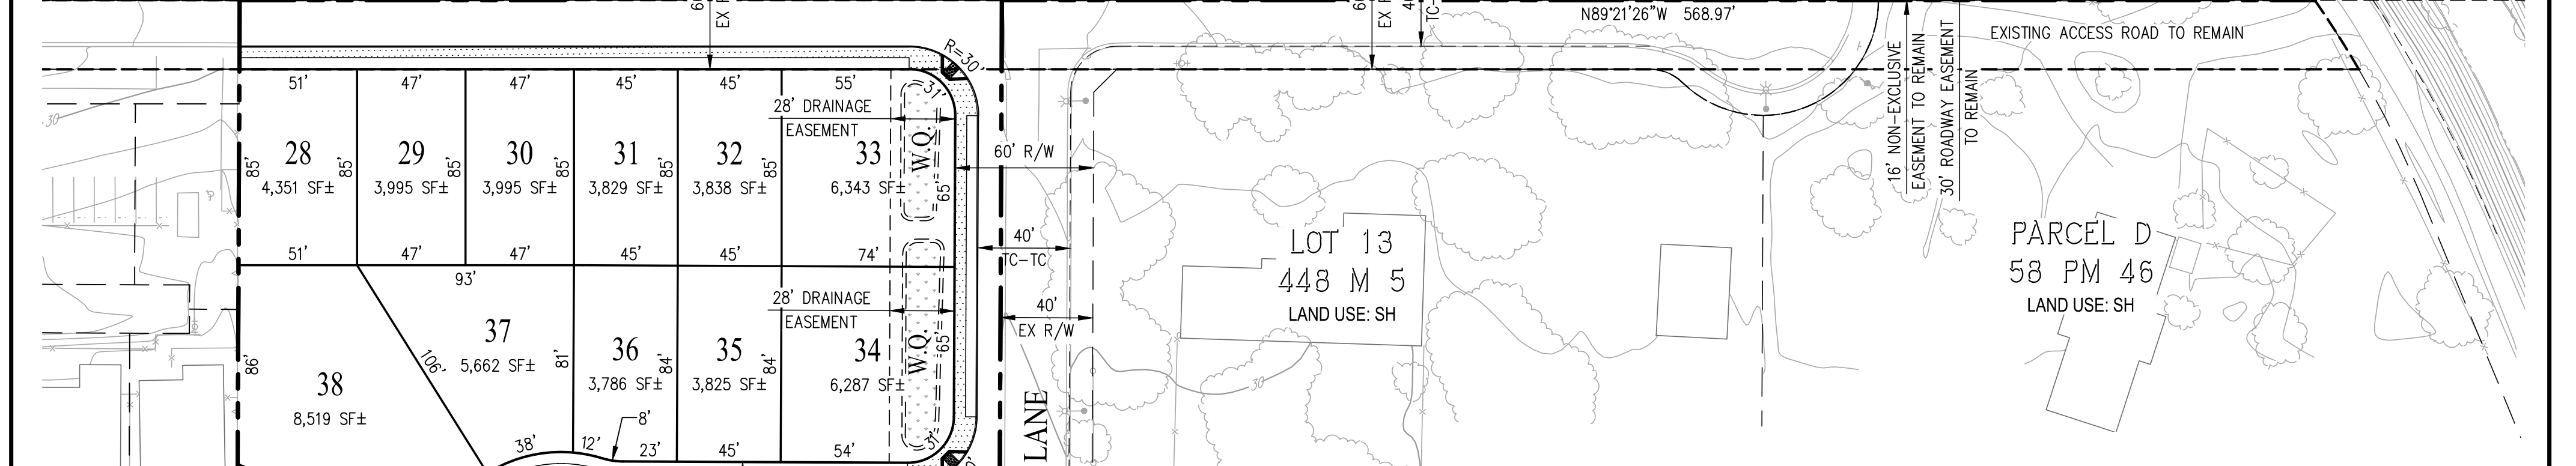 60
EX R
60
EX R
40
TC-
N89°21'26"W 568.97'
EXISTING ACCESS ROAD TO REMAIN
16' NON-EXCLUSIVE
EASEMENT TO REMAIN
30' ROADWAY EASEMENT
TO REMAIN
R=30'
51'
47'
47'
45'
45'
55'
31'
28' DRAINAGE
EASEMENT
30
28
29
30
31
32
33
85'
85'
85'
85'
85'
85'
4,351 SF±
3,995 SF±
3,995 SF±
3,829 SF±
3,838 SF±
6,343 SF±
W.Q.
65'
60' R/W
51'
47'
47'
45'
45'
74'
40'
TC-TC
93'
28' DRAINAGE
EASEMENT
40'
EX R/W
LOT 13
448 M 5
LAND USE: SH
PARCEL D
58 PM 46
LAND USE: SH
37
5,662 SF±
36
3,786 SF±
35
3,825 SF±
34
6,287 SF±
38
8,519 SF±
86'
106'
81'
84'
84'
W.Q.
65'
30
8'
38'
12'
23'
45'
54'
31'
LANE